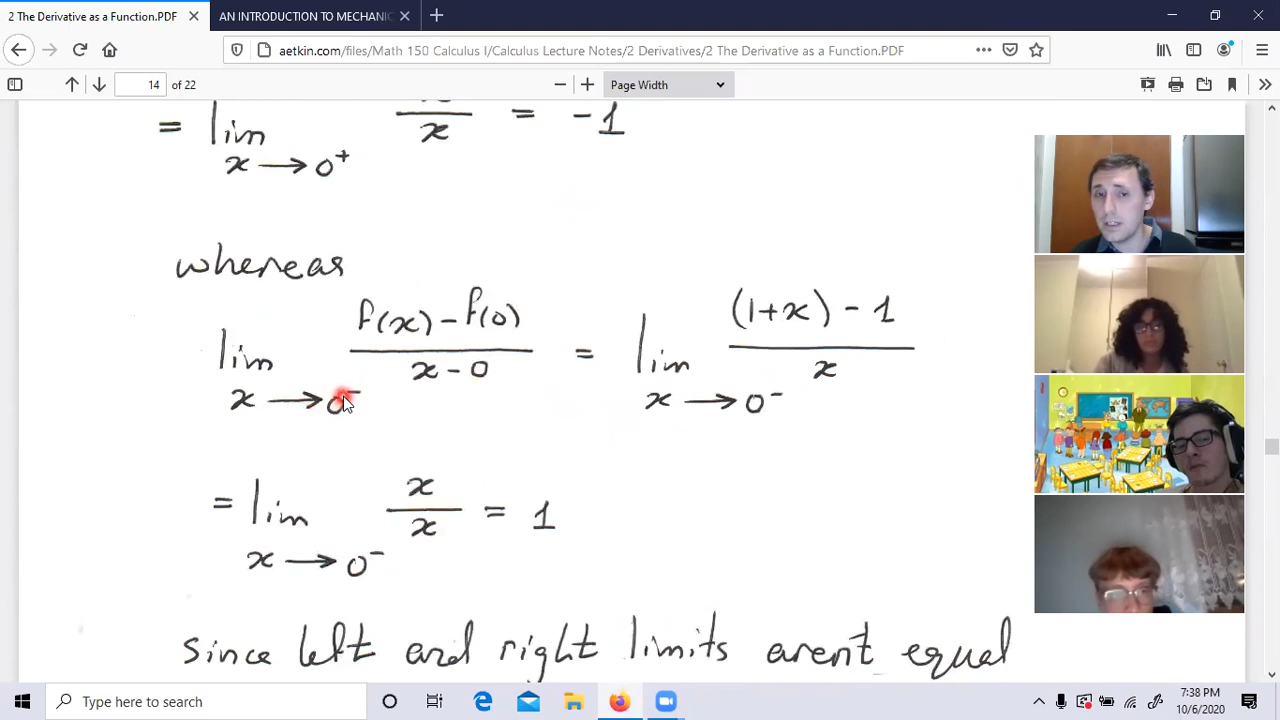 2 The Derivative as a Function.PDF × AN INTRODUCTION TO MECHANIC × +
aetkin.com/files/Math 150 Calculus I/Calculus Lecture Notes/2 Derivatives/2 The Derivative as a Function.PDF
14 of 22 − + Page Width
= lim x/x = -1
x → 0⁺
whereas
lim (f(x) - f(0))/(x - 0) = lim ((1+x) - 1)/x
x → 0⁻ x → 0⁻
= lim x/x = 1
x → 0⁻
since left and right limits aren't equal
Type here to search
7:38 PM
10/6/2020